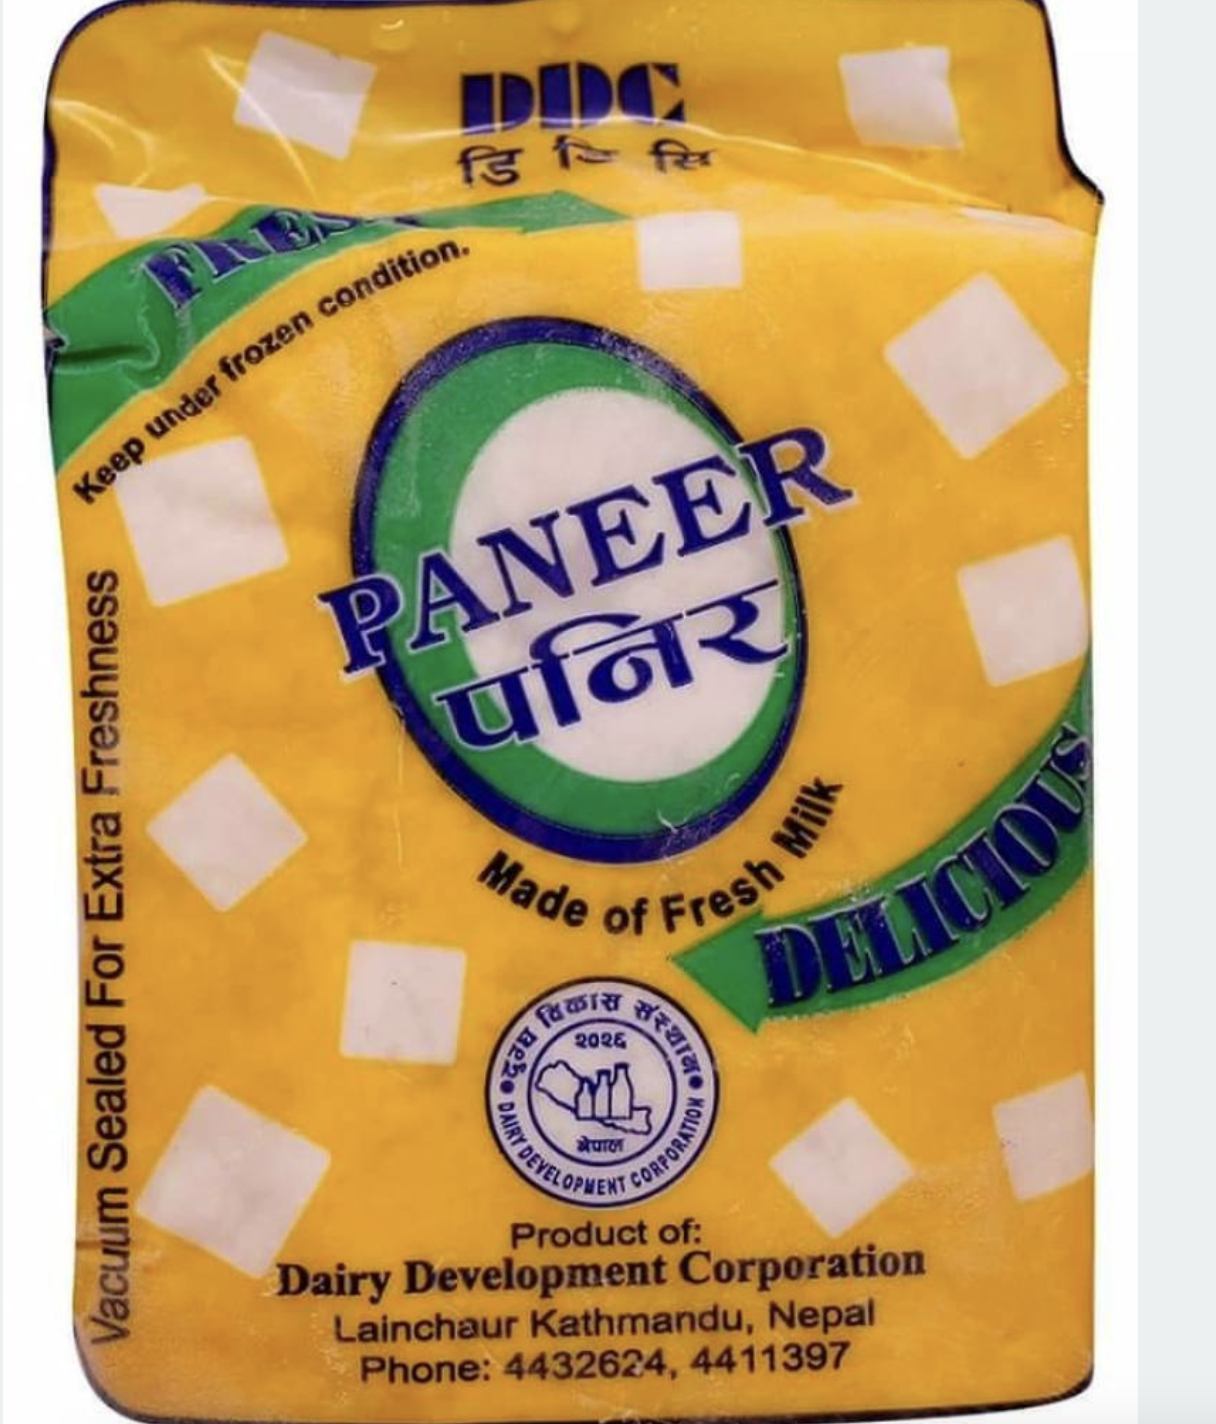 DDC
डि बि सि
FRESH
Keep under frozen condition.
PANEER
पनिर
Made of Fresh Milk
DELICIOUS
Vacuum Sealed For Extra Freshness
दुग्ध विकास संस्थान
२०२६
नेपाल
DAIRY DEVELOPMENT CORPORATION
Product of:
Dairy Development Corporation
Lainchaur Kathmandu, Nepal
Phone: 4432624, 4411397